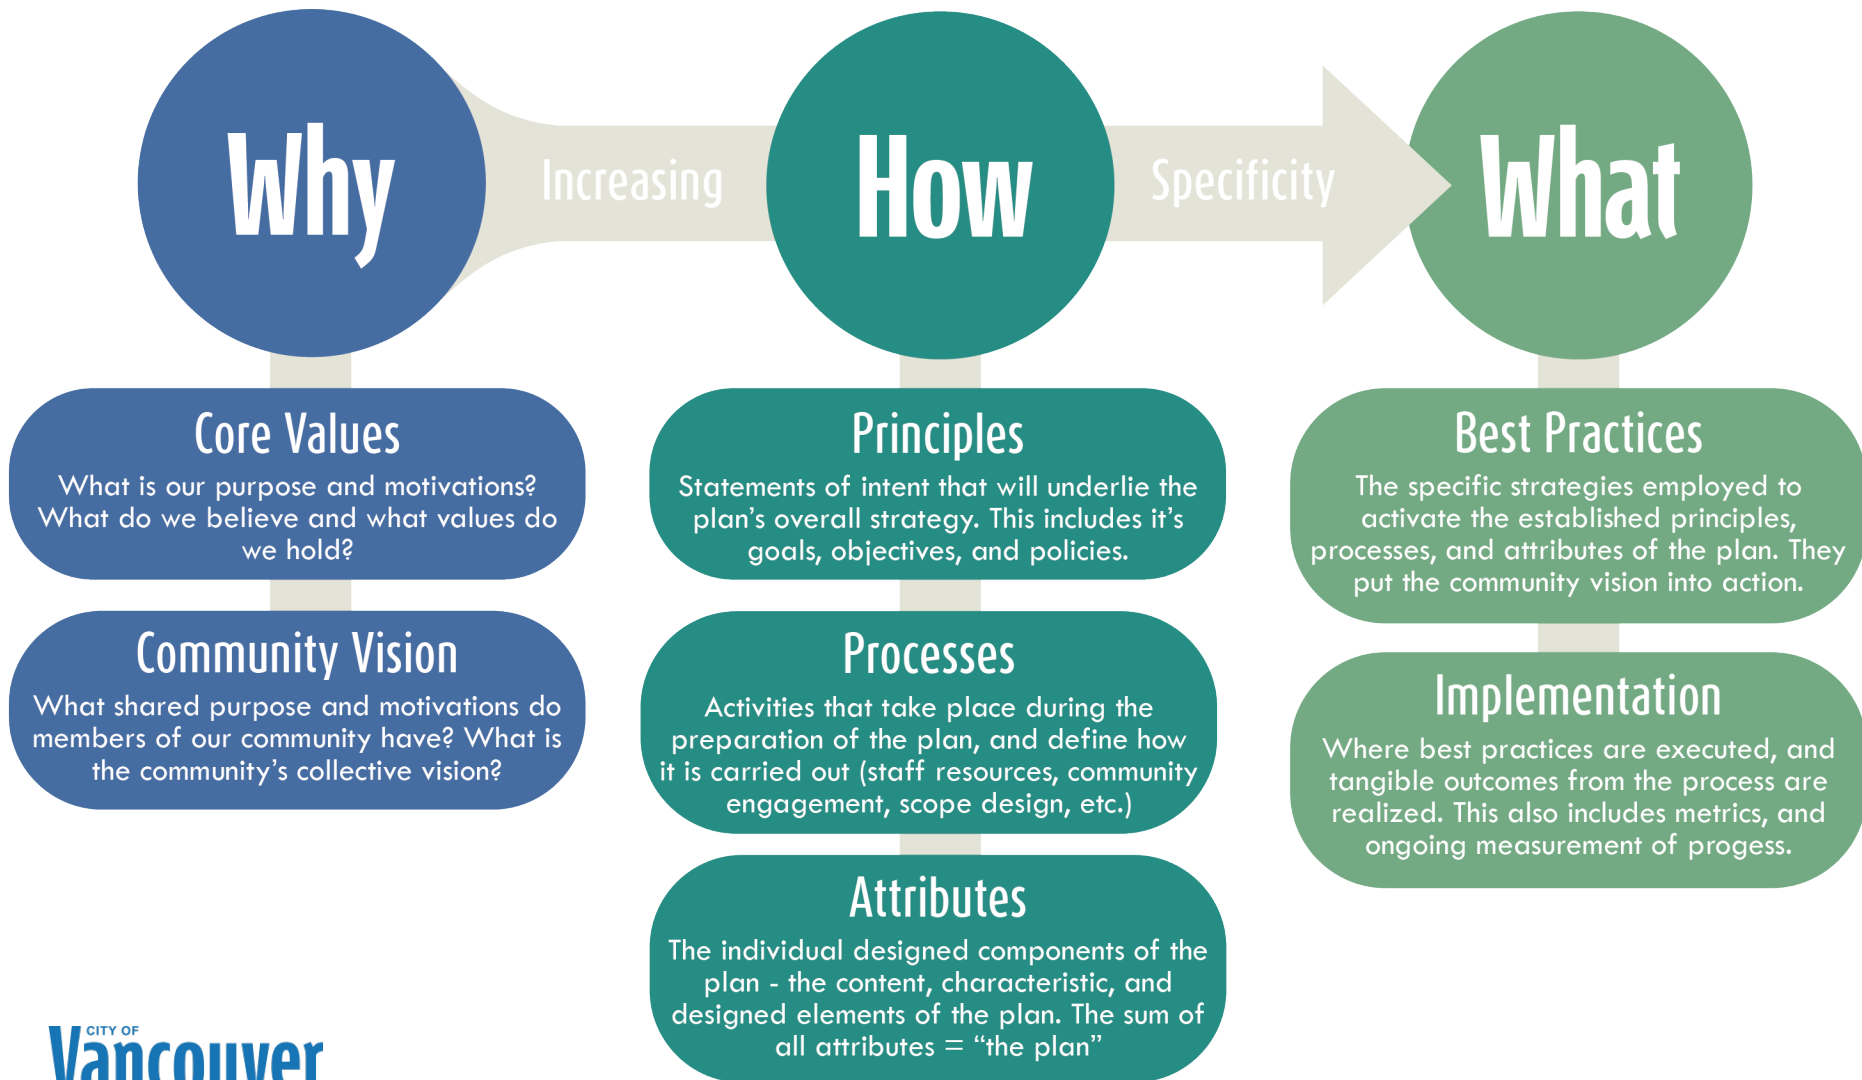 Why
Increasing
How
Specificity
What
Core Values
What is our purpose and motivations?
What do we believe and what values do
we hold?
Community Vision
What shared purpose and motivations do
members of our community have? What is
the community's collective vision?
Principles
Statements of intent that will underlie the
plan's overall strategy. This includes it's
goals, objectives, and policies.
Processes
Activities that take place during the
preparation of the plan, and define how
it is carried out (staff resources, community
engagement, scope design, etc.)
Attributes
The individual designed components of the
plan - the content, characteristic, and
designed elements of the plan. The sum of
all attributes = “the plan”
Best Practices
The specific strategies employed to
activate the established principles,
processes, and attributes of the plan. They
put the community vision into action.
Implementation
Where best practices are executed, and
tangible outcomes from the process are
realized. This also includes metrics, and
ongoing measurement of progess.
CITY OF
Vancouver